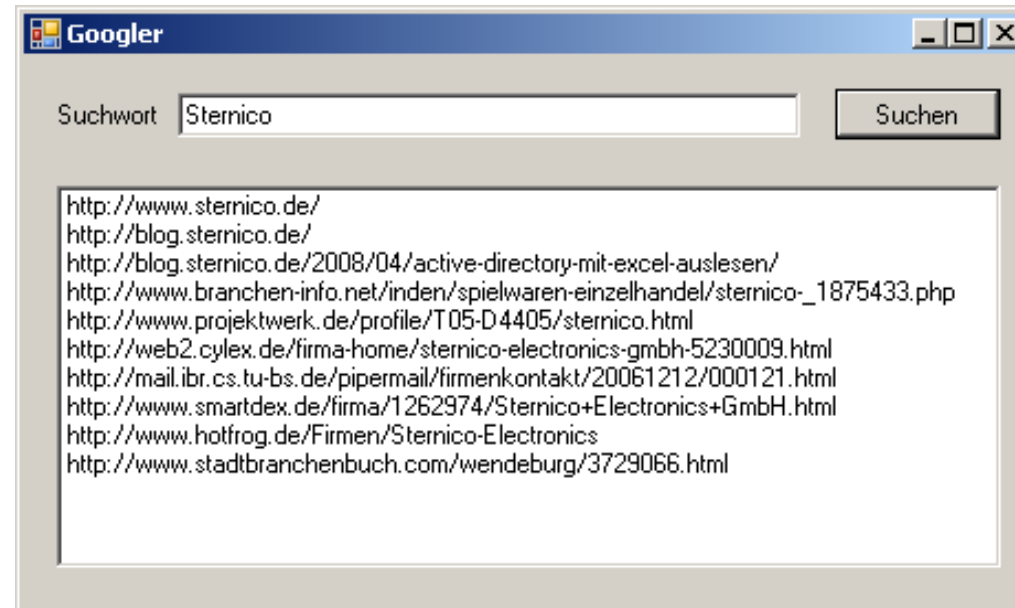 Googler
Suchwort Sternico Suchen
http://www.sternico.de/
http://blog.sternico.de/
http://blog.sternico.de/2008/04/active-directory-mit-excel-auslesen/
http://www.branchen-info.net/inden/spielwaren-einzelhandel/sternico-_1875433.php
http://www.projektwerk.de/profile/T05-D4405/sternico.html
http://web2.cylex.de/firma-home/sternico-electronics-gmbh-5230009.html
http://mail.ibr.cs.tu-bs.de/pipermail/firmenkontakt/20061212/000121.html
http://www.smartdex.de/firma/1262974/Sternico+Electronics+GmbH.html
http://www.hotfrog.de/Firmen/Sternico-Electronics
http://www.stadtbranchenbuch.com/wendeburg/3729066.html